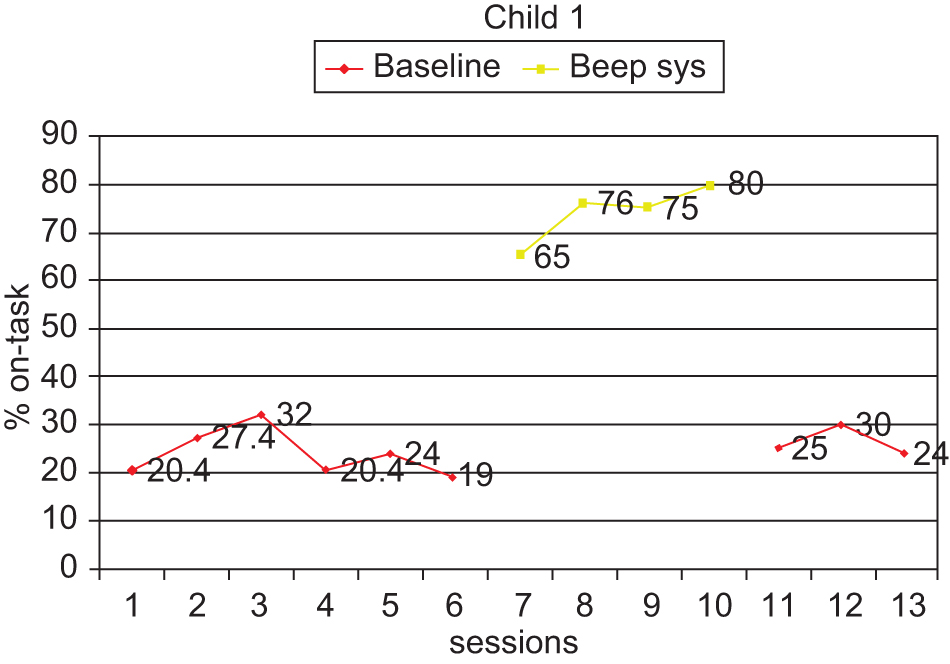 Child 1
Baseline Beep sys
90
80
70
60
50
40
30
20
10
0
% on-task
20.4 27.4 32 20.4 24 19 65 76 75 80 25 30 24
1 2 3 4 5 6 7 8 9 10 11 12 13
sessions